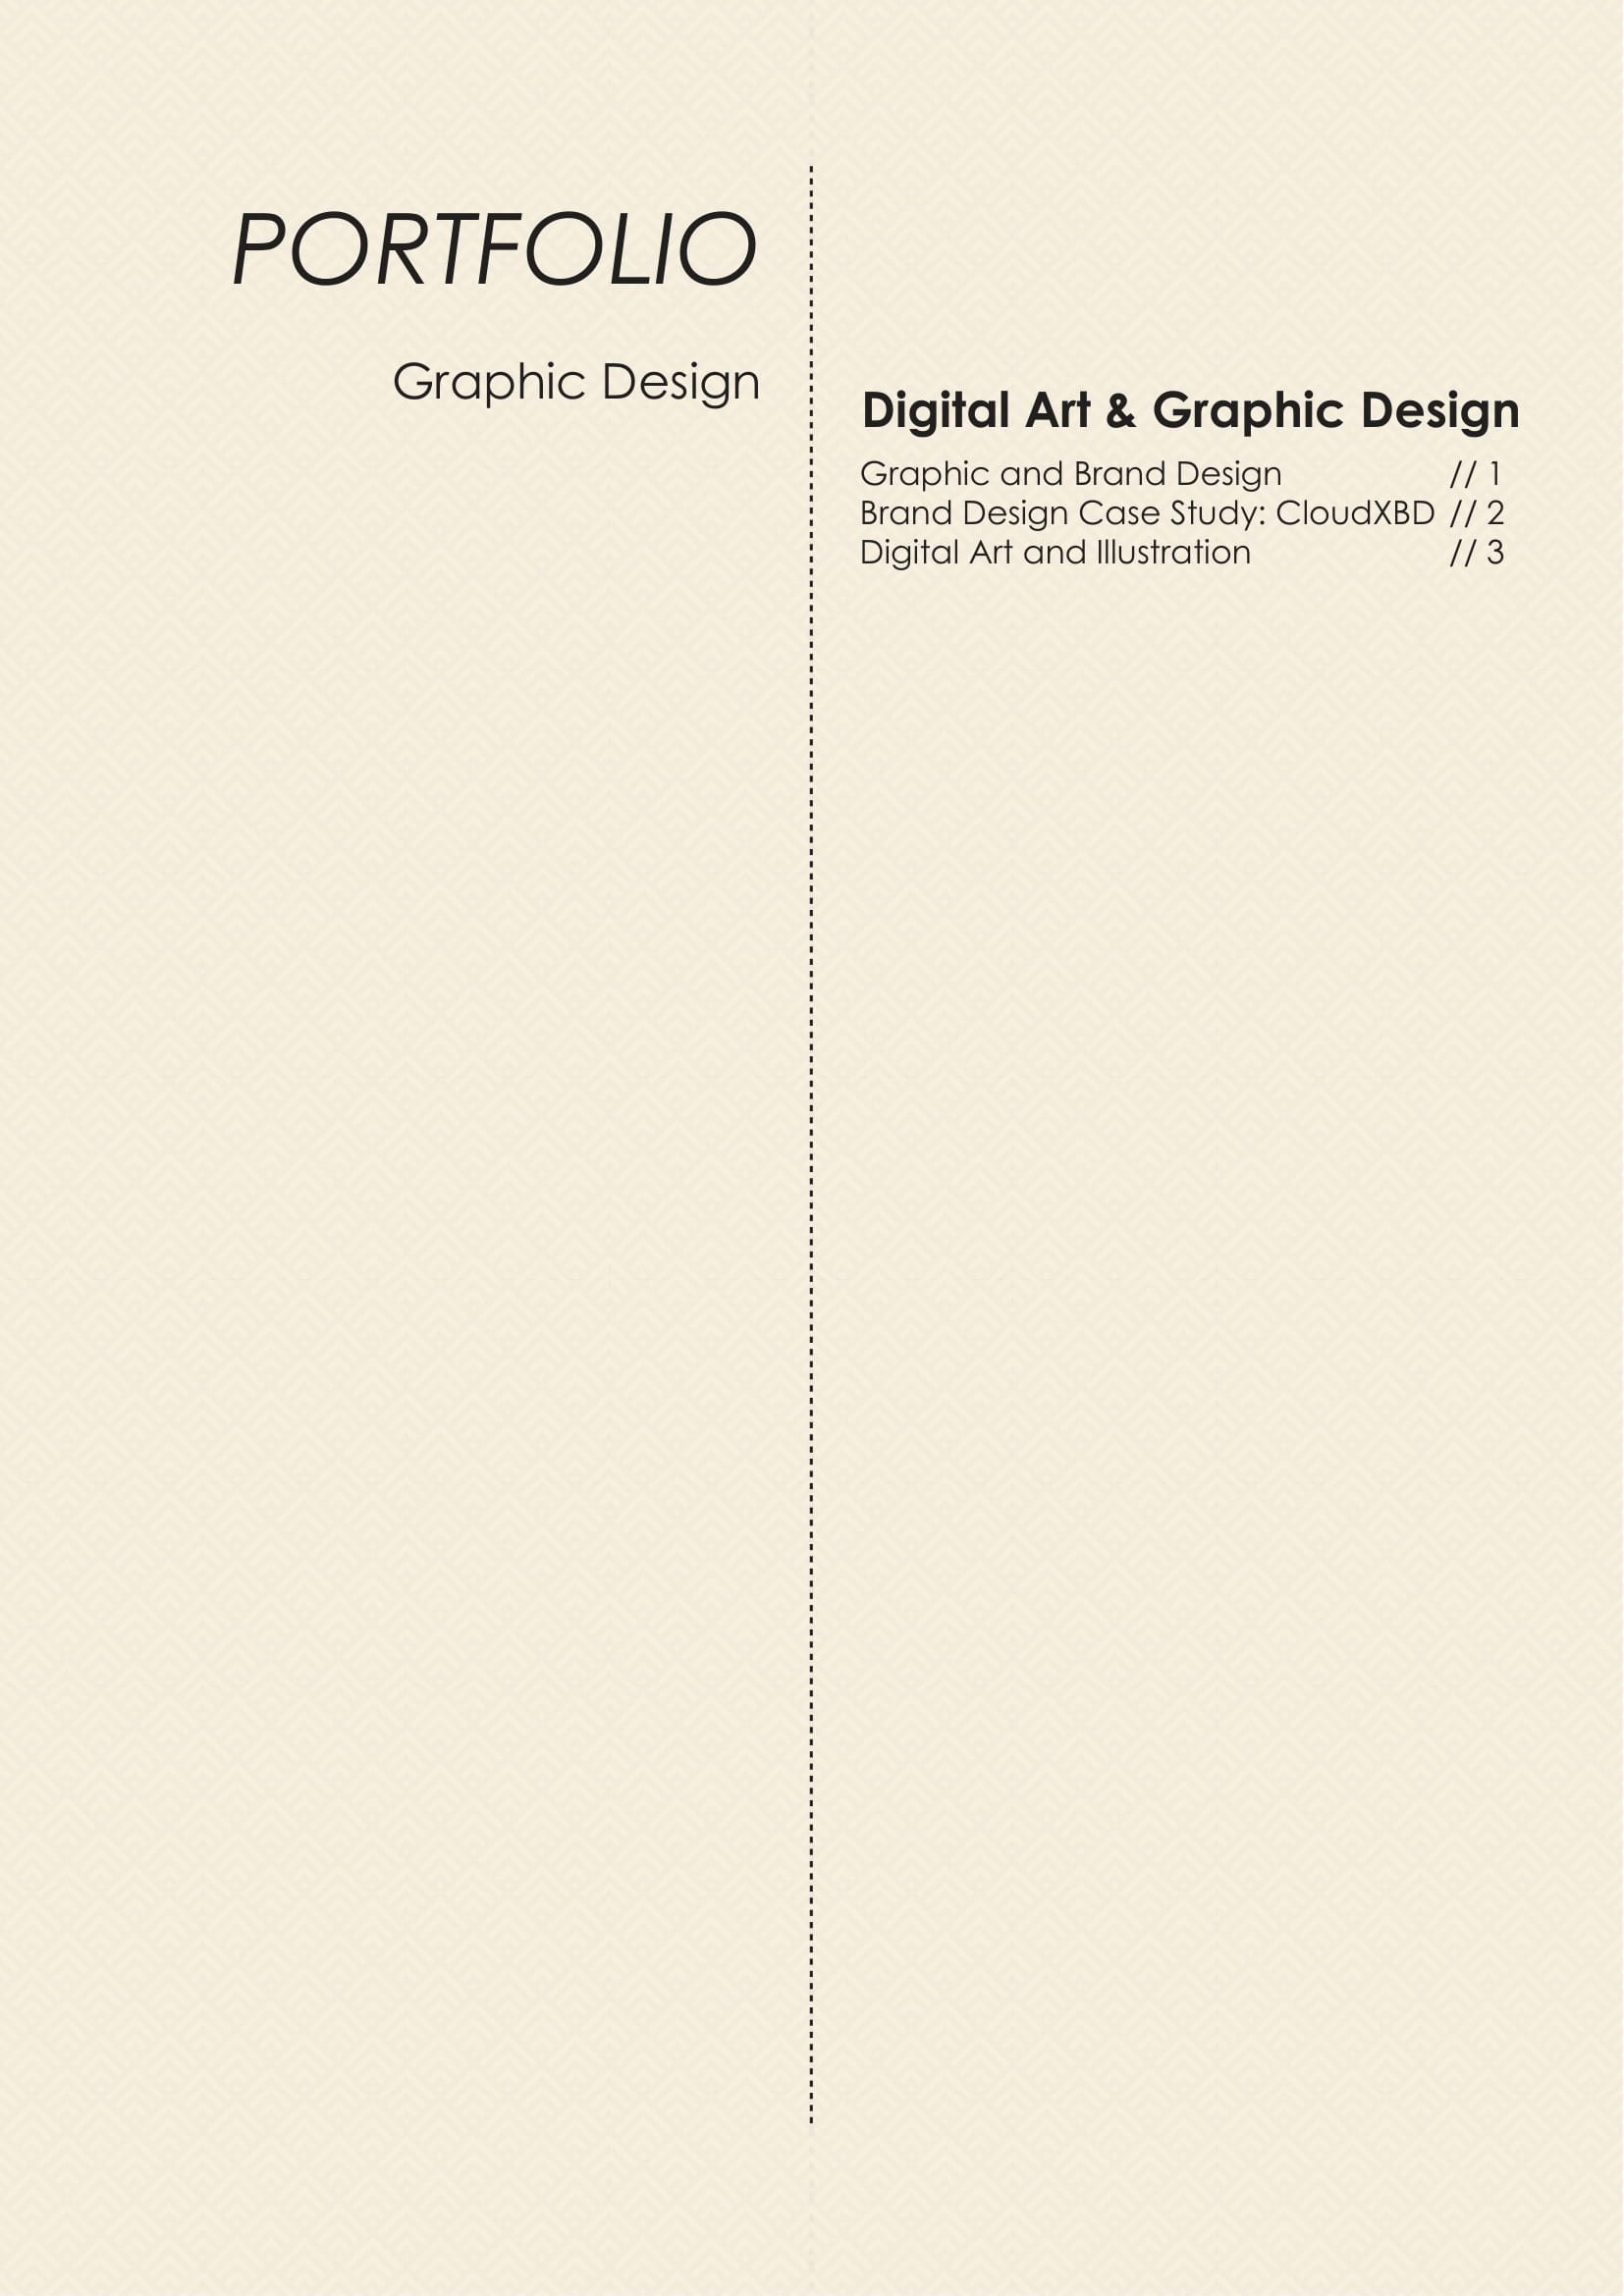 PORTFOLIO
Graphic Design
Digital Art & Graphic Design
Graphic and Brand Design // 1
Brand Design Case Study: CloudXBD // 2
Digital Art and Illustration // 3